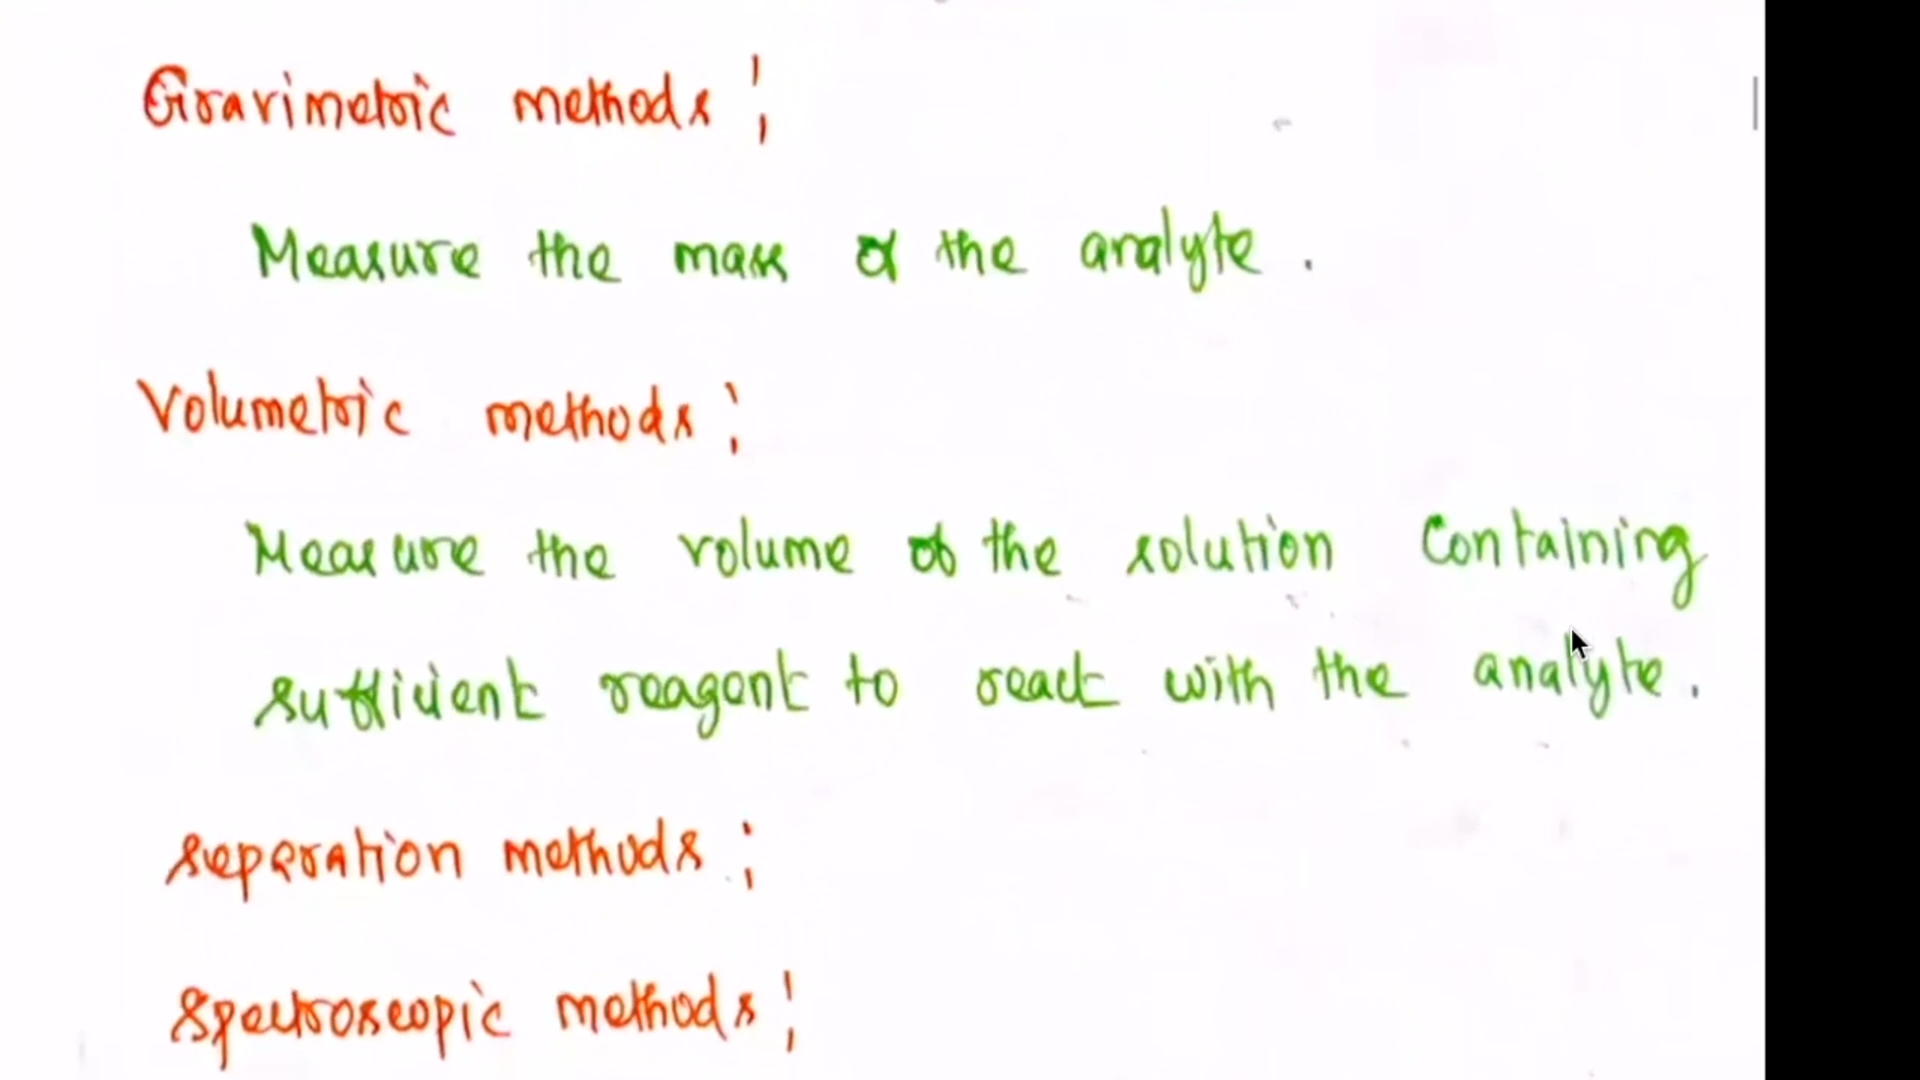 Gravimetric methods :
Measure the mass of the analyte .
Volumetric methods :
Measure the volume of the solution containing
sufficient reagent to react with the analyte .
seperation methods :
spectroscopic methods :